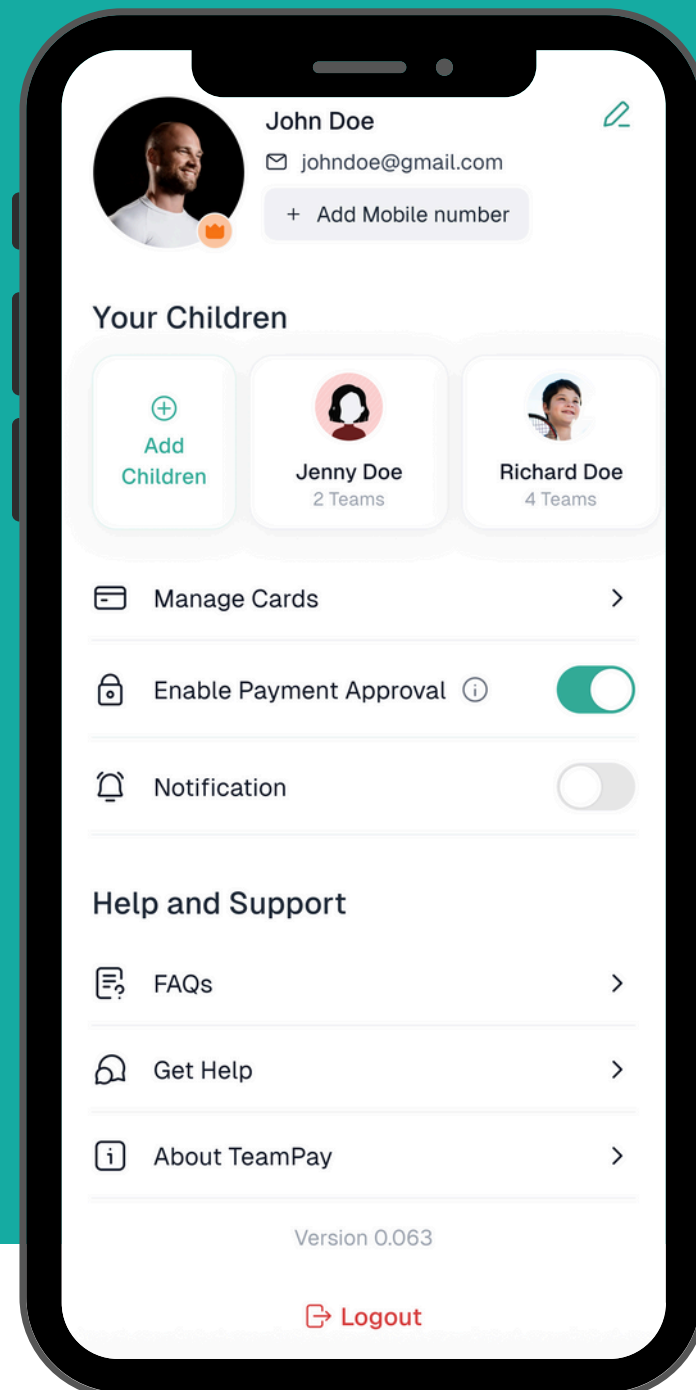 John Doe
johndoe@gmail.com
+ Add Mobile number
Your Children
Add
Children
Jenny Doe
2 Teams
Richard Doe
4 Teams
Manage Cards
Enable Payment Approval
Notification
Help and Support
FAQs
Get Help
About TeamPay
Version 0.063
Logout